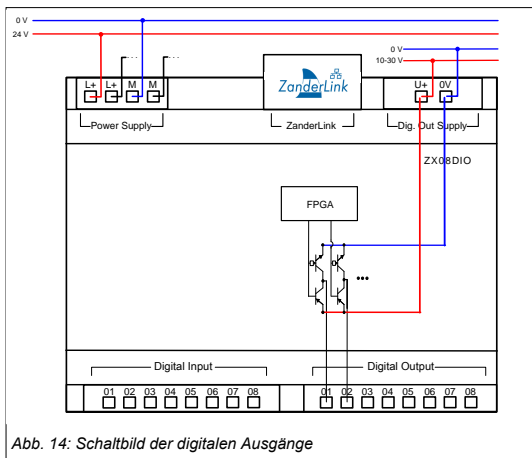 0 V
24 V
0 V
10-30 V
L+ L+ M M
ZanderLink
U+ 0V
Power Supply
ZanderLink
Dig. Out Supply
ZX08DIO
FPGA
...
Digital Input
Digital Output
01 02 03 04 05 06 07 08
01 02 03 04 05 06 07 08
Abb. 14: Schaltbild der digitalen Ausgänge